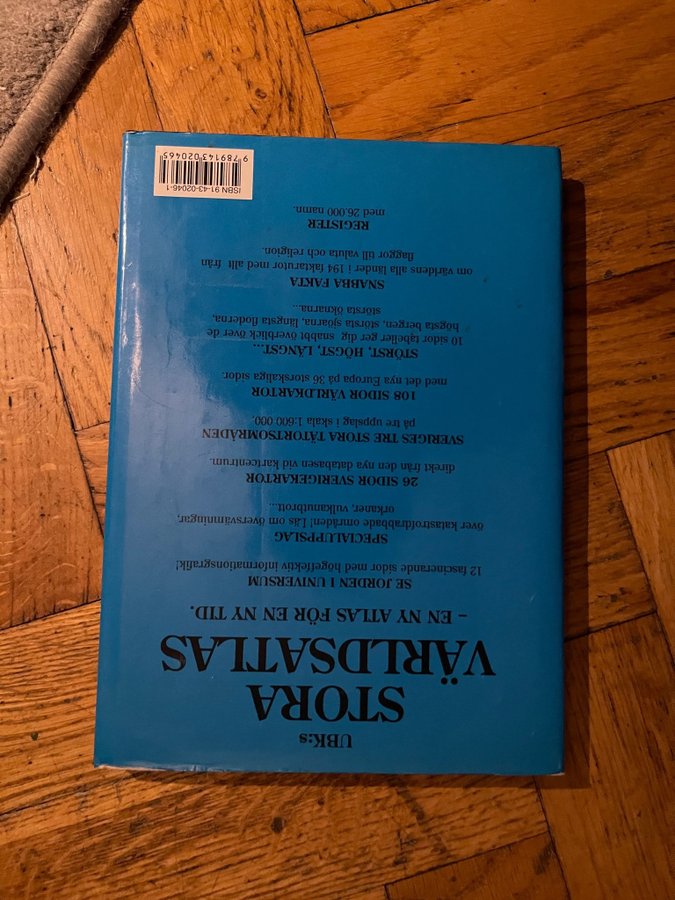 UBK:s
STORA
VÄRLDSATLAS
– EN NY ATLAS FÖR EN NY TID.
SE JORDEN I UNIVERSUM
12 fascinerande sidor med högeffektiv informationsgrafik!
SPECIALUPPSLAG
över katastrofdrabbade områden! Läs om översvämningar,
orkaner, vulkanutbrott...
26 SIDOR SVERIGEKARTOR
direkt från den nya databasen vid kartcentrum.
SVERIGES TRE STORA TÄTORTSOMRÅDEN
på tre uppslag i skala 1:600 000.
108 SIDOR VÄRLDKARTOR
med det nya Europa på 36 storskaliga sidor.
STÖRST, HÖGST, LÄNGST...
10 sidor tabeller ger dig snabbt överblick över de
högsta bergen, största sjöarna, längsta floderna,
största öknarna...
SNABBA FAKTA
om världens alla länder i 194 faktarutor med allt från
flaggor till valuta och religion.
REGISTER
med 26.000 namn.
ISBN 91-43-02046-1
9 789143 020465